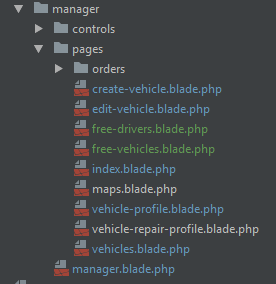 manager
controls
pages
orders
create-vehicle.blade.php
edit-vehicle.blade.php
free-drivers.blade.php
free-vehicles.blade.php
index.blade.php
maps.blade.php
vehicle-profile.blade.php
vehicle-repair-profile.blade.php
vehicles.blade.php
manager.blade.php